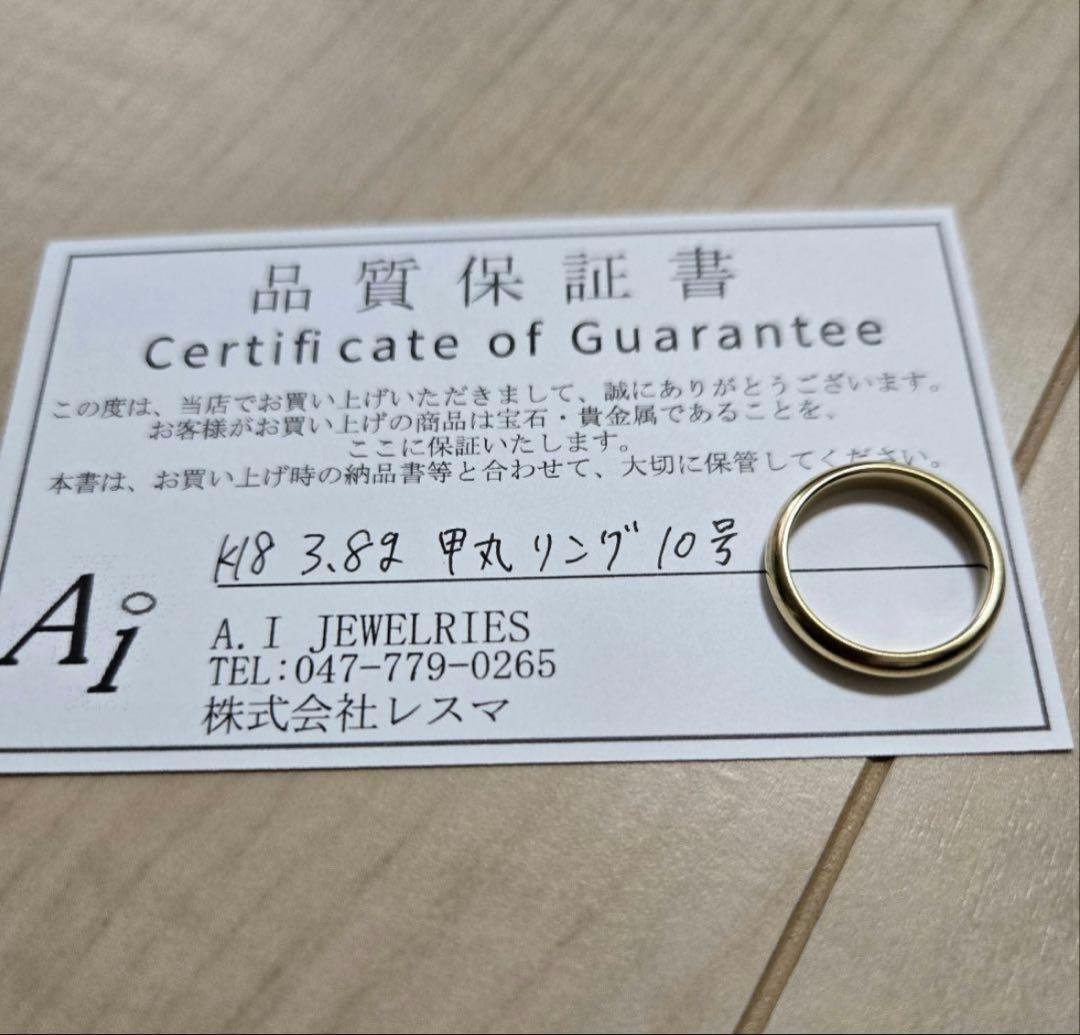 品質保証書
Certificate of Guarantee
この度は、当店でお買い上げいただきまして、誠にありがとうございます。
お客様がお買い上げの商品は宝石・貴金属であることを、
ここに保証いたします。
本書は、お買い上げ時の納品書等と合わせて、大切に保管してください。
K18 3.8g 甲丸リング 10号
Ai
A.I JEWELRIES
TEL:047-779-0265
株式会社レスマ